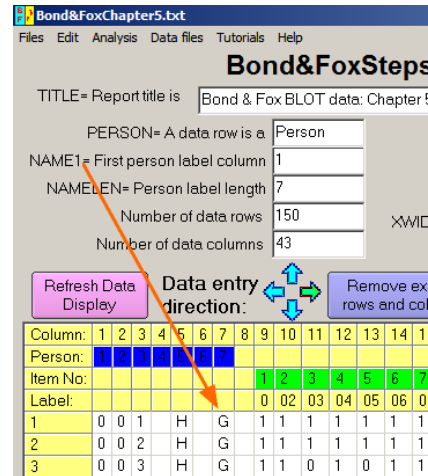 Bond&FoxChapter5.txt
Files Edit Analysis Data files Tutorials Help
Bond&FoxSteps
TITLE= Report title is Bond & Fox BLOT data: Chapter 5
PERSON= A data row is a Person
NAME1= First person label column 1
NAMELEN= Person label length 7
Number of data rows 150 XWID
Number of data columns 43
Refresh Data Display Data entry direction: Remove ex rows and col
Column: 1 2 3 4 5 6 7 8 9 10 11 12 13 14 1
Person: 1 2 3 4 5 6 7
Item No: 1 2 3 4 5 6 7
Label: 0 02 03 04 05 06 0
1 0 0 1 H G 1 1 1 1 1 1 1
2 0 0 2 H G 1 1 1 1 1 1 1
3 0 0 3 H G 1 1 0 1 0 1 1